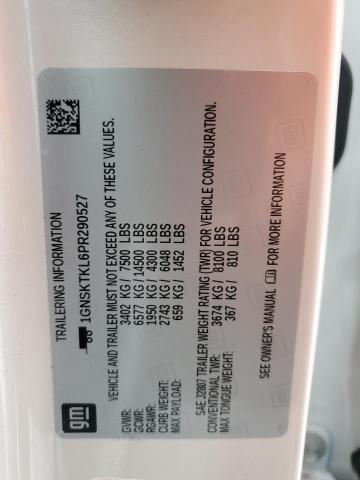 TRAILERING INFORMATION
1GNSKTKL6PR290527
VEHICLE AND TRAILER MUST NOT EXCEED ANY OF THESE VALUES.
GVWR: 3402 KG/ 7500 LBS
GCWR: 6577 KG/ 14500 LBS
RGAWR: 1950 KG/ 4300 LBS
CURB WEIGHT: 2743 KG/ 6048 LBS
MAX PAYLOAD: 659 KG/ 1452 LBS
SAE J2807 TRAILER WEIGHT RATING (TWR) FOR VEHICLE CONFIGURATION.
CONVENTIONAL TWR: 3674 KG/ 8100 LBS
MAX TONGUE WEIGHT: 367 KG/ 810 LBS
SEE OWNER'S MANUAL
gm